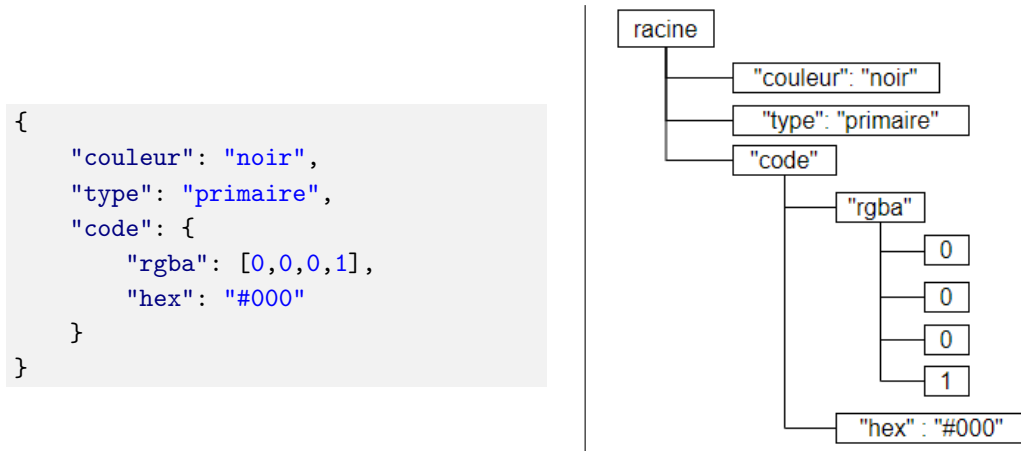 {
    "couleur": "noir",
    "type": "primaire",
    "code": {
        "rgba": [0,0,0,1],
        "hex": "#000"
    }
}
racine
"couleur": "noir"
"type": "primaire"
"code"
"rgba"
0
0
0
1
"hex" : "#000"